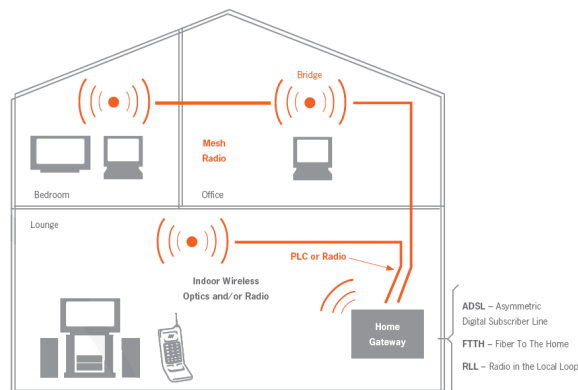 Bridge
Mesh
Radio
Bedroom
Office
Lounge
PLC or Radio
Indoor Wireless
Optics and/or Radio
Home
Gateway
ADSL – Asymmetric
Digital Subscriber Line
FTTH – Fiber To The Home
RLL – Radio in the Local Loop